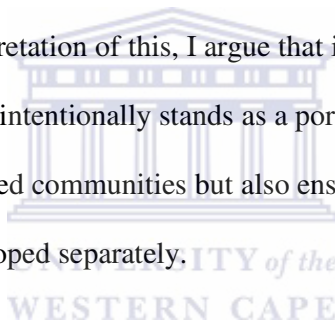 retation of this, I argue that i
intentionally stands as a por
ed communities but also ens
oped separately.
UNIVERSITY of the
WESTERN CAPE